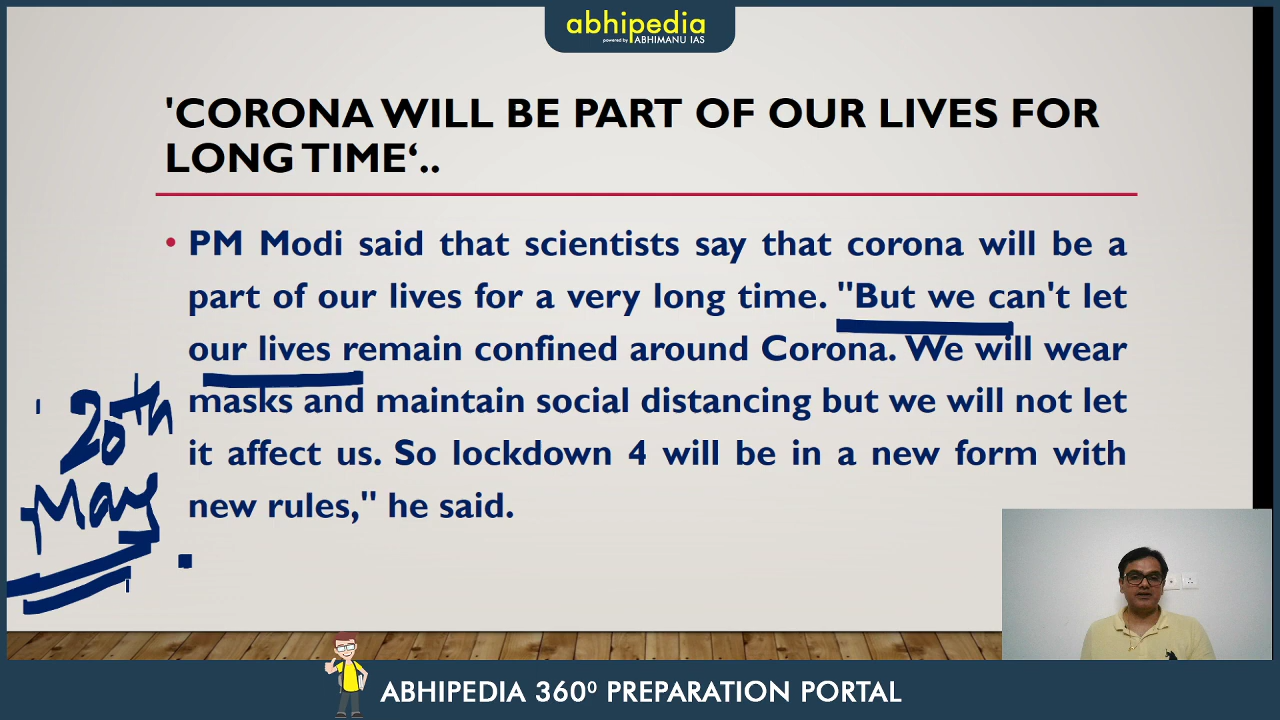 abhipedia
powered by ABHIMANU IAS
'CORONA WILL BE PART OF OUR LIVES FOR
LONG TIME‘..
• PM Modi said that scientists say that corona will be a
part of our lives for a very long time. "But we can't let
our lives remain confined around Corona. We will wear
masks and maintain social distancing but we will not let
it affect us. So lockdown 4 will be in a new form with
new rules," he said.
20th
May
ABHIPEDIA 360⁰ PREPARATION PORTAL